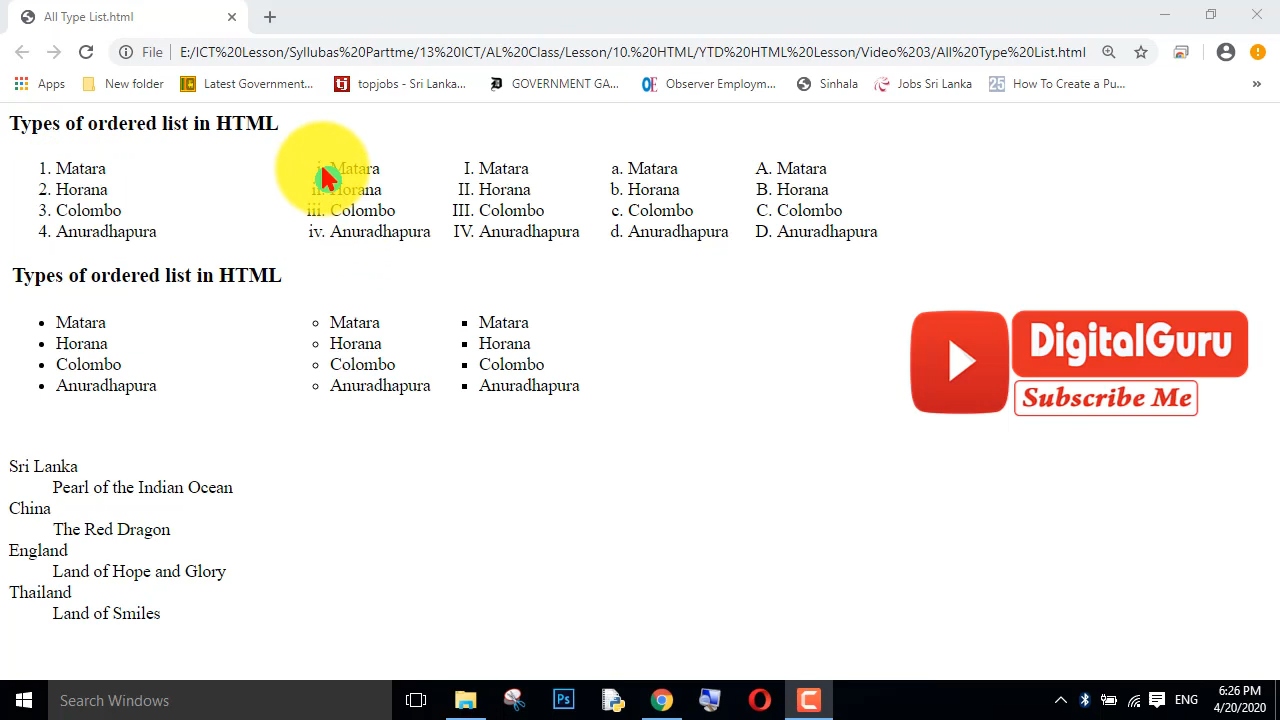 All Type List.html
File E:/ICT%20Lesson/Syllubas%20Parttme/13%20ICT/AL%20Class/Lesson/10.%20HTML/YTD%20HTML%20Lesson/Video%203/All%20Type%20List.html
Apps New folder Latest Government... topjobs - Sri Lanka... GOVERNMENT GA... Observer Employm... Sinhala Jobs Sri Lanka 25 How To Create a Pu... »
Types of ordered list in HTML
1. Matara i. Matara I. Matara a. Matara A. Matara
2. Horana ii. Horana II. Horana b. Horana B. Horana
3. Colombo iii. Colombo III. Colombo c. Colombo C. Colombo
4. Anuradhapura iv. Anuradhapura IV. Anuradhapura d. Anuradhapura D. Anuradhapura
Types of ordered list in HTML
• Matara ○ Matara ▪ Matara
• Horana ○ Horana ▪ Horana
• Colombo ○ Colombo ▪ Colombo
• Anuradhapura ○ Anuradhapura ▪ Anuradhapura
DigitalGuru
Subscribe Me
Sri Lanka
Pearl of the Indian Ocean
China
The Red Dragon
England
Land of Hope and Glory
Thailand
Land of Smiles
Search Windows
Ps
ENG
6:26 PM
4/20/2020